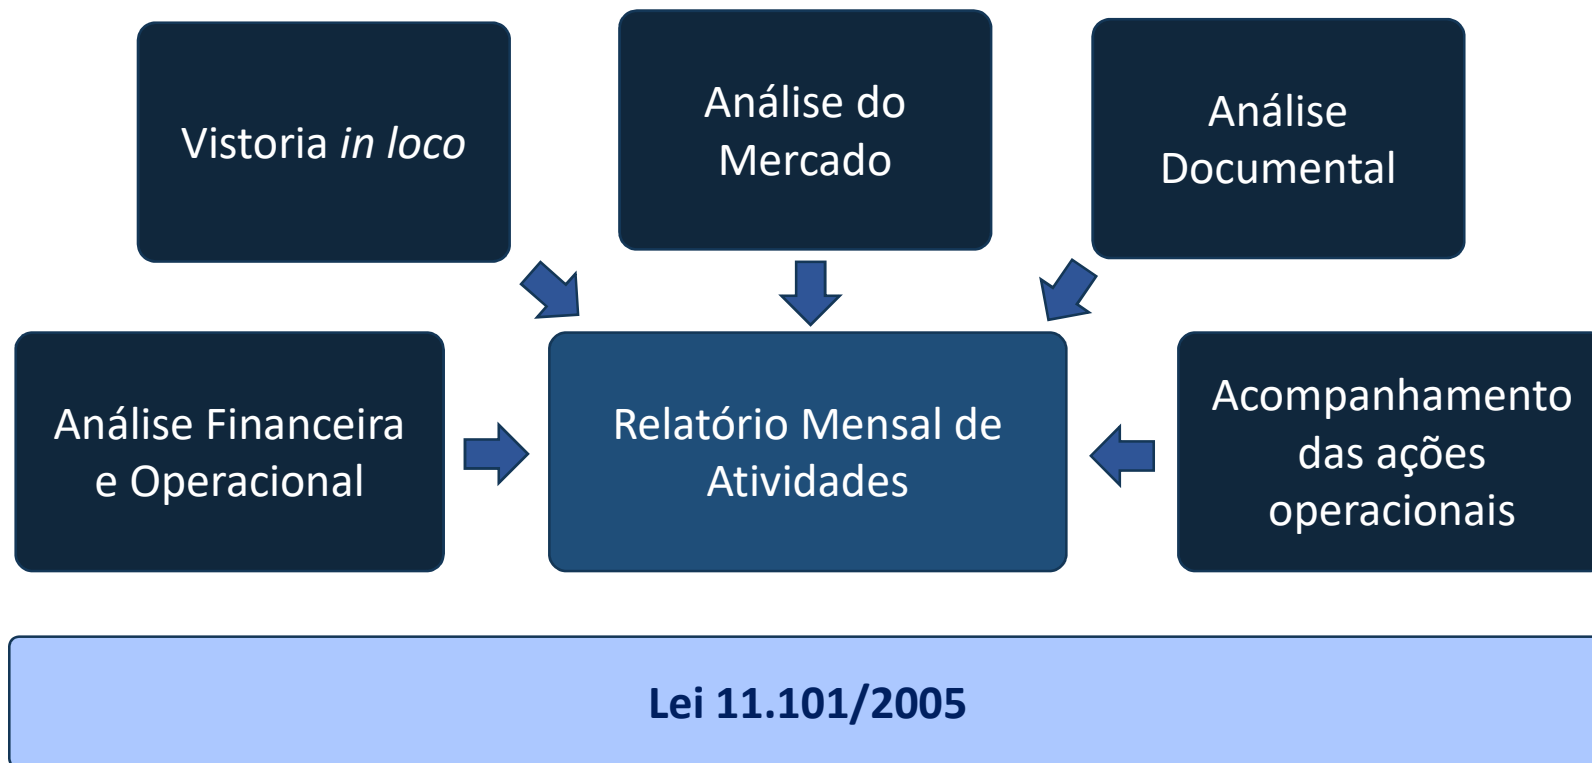 Vistoria in loco
Análise do
Mercado
Análise
Documental
Análise Financeira
e Operacional
Relatório Mensal de
Atividades
Acompanhamento
das ações
operacionais
Lei 11.101/2005